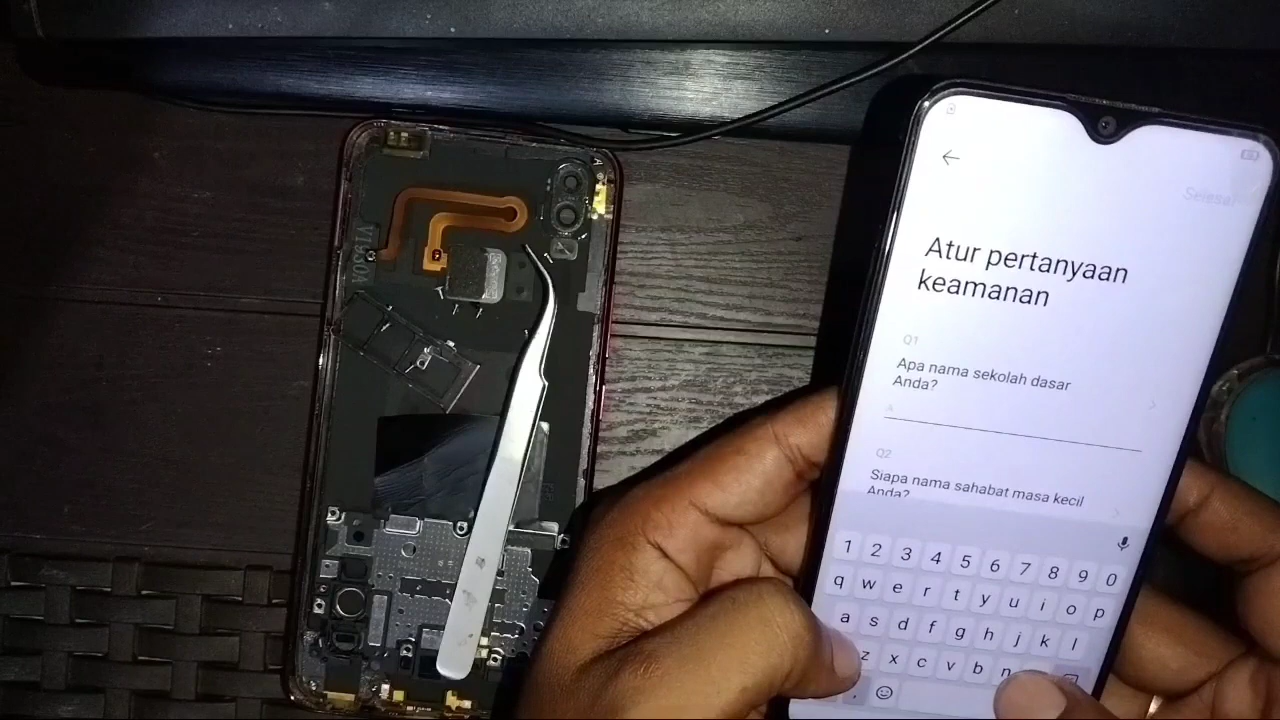 V1930A
Selesai
Atur pertanyaan
keamanan
Q1
Apa nama sekolah dasar
Anda?
Q2
Siapa nama sahabat masa kecil
Anda?
1 2 3 4 5 6 7 8 9 0
q w e r t y u i o p
a s d f g h j k l
z x c v b n
,